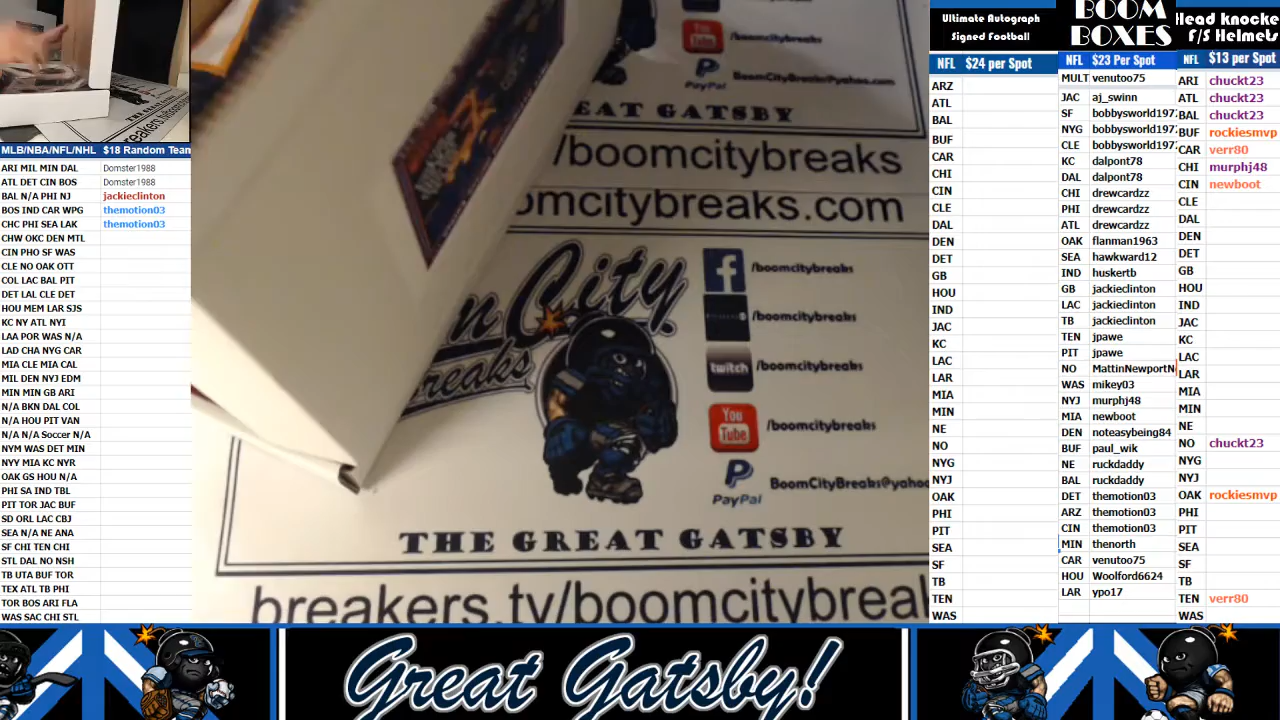 MLB/NBA/NFL/NHL $18 Random Team
ARI MIL MIN DAL Domster1988
ATL DET CIN BOS Domster1988
BAL N/A PHI NJ jackieclinton
BOS IND CAR WPG themotion03
CHC PHI SEA LAK themotion03
CHW OKC DEN MTL
CIN PHO SF WAS
CLE NO OAK OTT
COL LAC BAL PIT
DET LAL CLE DET
HOU MEM LAR SJS
KC NY ATL NYI
LAA POR WAS N/A
LAD CHA NYG CAR
MIA CLE MIA CAL
MIL DEN NYJ EDM
MIN MIN GB ARI
N/A BKN DAL COL
N/A HOU PIT VAN
N/A N/A Soccer N/A
NYM WAS DET MIN
NYY MIA KC NYR
OAK GS HOU N/A
PHI SA IND TBL
PIT TOR JAC BUF
SD ORL LAC CBJ
SEA N/A NE ANA
SF CHI TEN CHI
STL DAL NO NSH
TB UTA BUF TOR
TEX ATL TB PHI
TOR BOS ARI FLA
WAS SAC CHI STL
/boomcitybreaks
PayPal
BoomCityBreaks@yahoo.com
EAT GATSBY
/boomcitybreaks
omcitybreaks.com
n City
reaks
/boomcitybreaks
/boomcitybreaks
twitch /boomcitybreaks
You Tube /boomcitybreaks
PayPal BoomCityBreaks@yahoo
THE GREAT GATSBY
breakers.tv/boomcitybreal
Great Gatsby!
Ultimate Autograph
Signed Football
NFL $24 per Spot
ARZ
ATL
BAL
BUF
CAR
CHI
CIN
CLE
DAL
DEN
DET
GB
HOU
IND
JAC
KC
LAC
LAR
MIA
MIN
NE
NO
NYG
NYJ
OAK
PHI
PIT
SEA
SF
TB
TEN
WAS
BOOM
BOXES
NFL $23 Per Spot
MULT venutoo75
JAC aj_swinn
SF bobbysworld197
NYG bobbysworld197
CLE bobbysworld197
KC dalpont78
DAL dalpont78
CHI drewcardzz
PHI drewcardzz
ATL drewcardzz
OAK flanman1963
SEA hawkward12
IND huskertb
GB jackieclinton
LAC jackieclinton
TB jackieclinton
TEN jpawe
PIT jpawe
NO MattinNewportN
WAS mikey03
NYJ murphj48
MIA newboot
DEN noteasybeing84
BUF paul_wik
NE ruckdaddy
BAL ruckdaddy
DET themotion03
ARZ themotion03
CIN themotion03
MIN thenorth
CAR venutoo75
HOU Woolford6624
LAR ypo17
Head knocke
F/S Helmets
NFL $13 per Spot
ARI chuckt23
ATL chuckt23
BAL chuckt23
BUF rockiesmvp
CAR verr80
CHI murphj48
CIN newboot
CLE
DAL
DEN
DET
GB
HOU
IND
JAC
KC
LAC
LAR
MIA
MIN
NE
NO chuckt23
NYG
NYJ
OAK rockiesmvp
PHI
PIT
SEA
SF
TB
TEN verr80
WAS